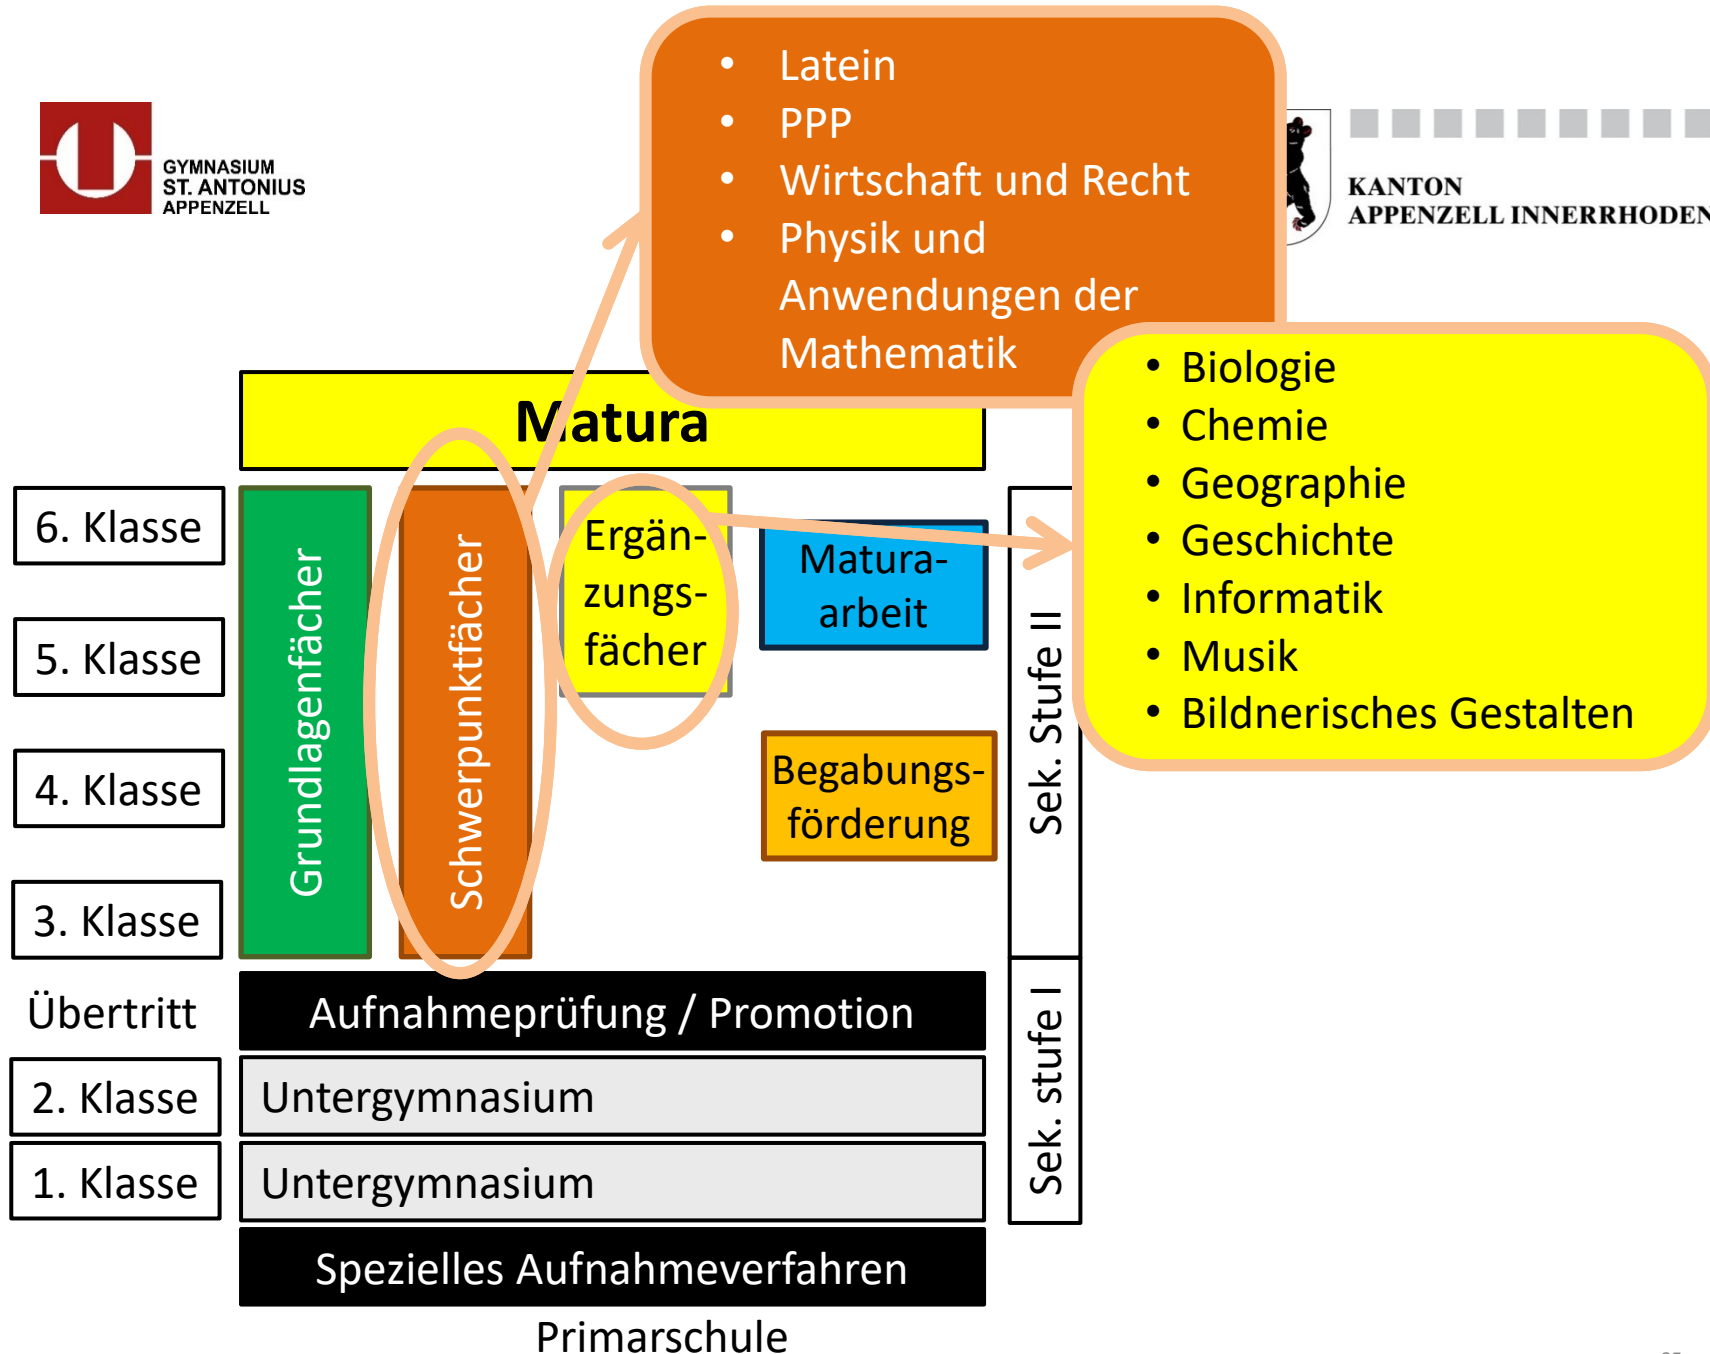 GYMNASIUM
ST. ANTONIUS
APPENZELL
• Latein
• PPP
• Wirtschaft und Recht
• Physik und
Anwendungen der
Mathematik
KANTON
APPENZELL INNERRHODEN
• Biologie
• Chemie
• Geographie
• Geschichte
• Informatik
• Musik
• Bildnerisches Gestalten
Matura
6. Klasse
5. Klasse
4. Klasse
3. Klasse
Grundlagenfächer
Schwerpunktfächer
Ergän-
zungs-
fächer
Matura-
arbeit
Begabungs-
förderung
Sek. Stufe II
Übertritt
Aufnahmeprüfung / Promotion
2. Klasse
Untergymnasium
1. Klasse
Untergymnasium
Sek. stufe I
Spezielles Aufnahmeverfahren
Primarschule